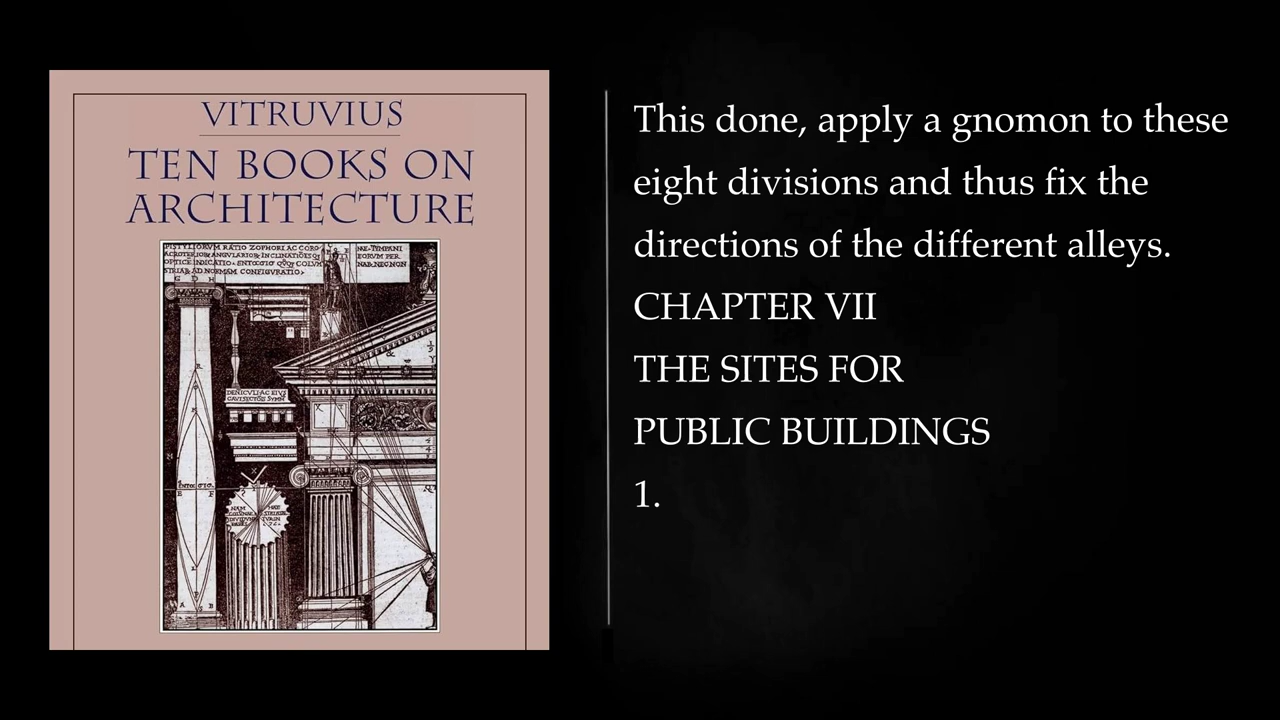 VITRUVIUS
TEN BOOKS ON
ARCHITECTURE
This done, apply a gnomon to these
eight divisions and thus fix the
directions of the different alleys.
CHAPTER VII
THE SITES FOR
PUBLIC BUILDINGS
1.